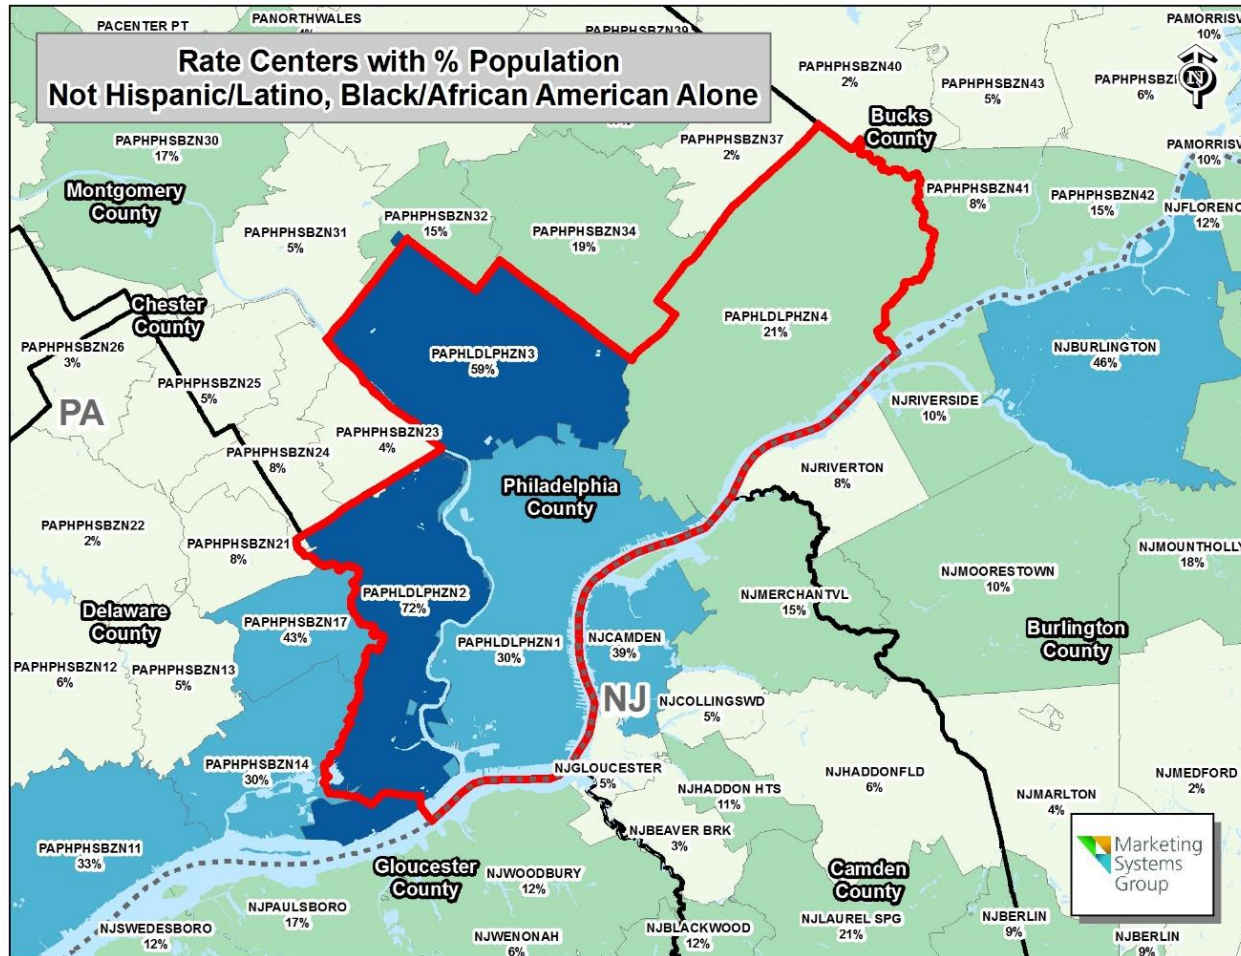 PACENTER PT
PANORTHWALES
PAPHPHSBZN39
PAMORRISV
10%
Rate Centers with % Population
Not Hispanic/Latino, Black/African American Alone
PAPHPHSBZN40
2%
PAPHPHSBZN43
5%
6%
N
Bucks
County
PAPHPHSBZN30
17%
PAPHPHSBZN37
2%
PAMORRISV
10%
Montgomery
County
PAPHPHSBZN41
8%
PAPHPHSBZN42
15%
NJFLORENC
12%
PAPHPHSBZN31
5%
PAPHPHSBZN32
15%
PAPHPHSBZN34
19%
Chester
County
PAPHLDLPHZN4
21%
PAPHPHSBZN26
3%
PAPHLDLPHZN3
59%
NJBURLINGTON
46%
PAPHPHSBZN25
5%
PA
NJRIVERSIDE
10%
PAPHPHSBZN23
4%
PAPHPHSBZN24
8%
NJRIVERTON
8%
Philadelphia
County
PAPHPHSBZN22
2%
PAPHPHSBZN21
8%
NJMOUNTHOLLY
18%
NJMOORESTOWN
10%
PAPHLDLPHZN2
72%
NJMERCHANTVL
15%
Delaware
County
PAPHPHSBZN17
43%
Burlington
County
PAPHLDLPHZN1
30%
NJCAMDEN
39%
PAPHPHSBZN12
6%
PAPHPHSBZN13
5%
NJ
NJCOLLINGSWD
5%
PAPHPHSBZN14
30%
NJGLOUCESTER
5%
NJHADDONFLD
6%
NJMEDFORD
2%
NJHADDON HTS
11%
NJMARLTON
4%
NJBEAVER BRK
3%
PAPHPHSBZN11
33%
Gloucester
County
NJWOODBURY
12%
Camden
County
Marketing
Systems
Group
NJPAULSBORO
17%
NJSWEDESBORO
12%
NJWENONAH
6%
NJBLACKWOOD
12%
NJLAUREL SPG
21%
NJBERLIN
9%
NJBERLIN
9%